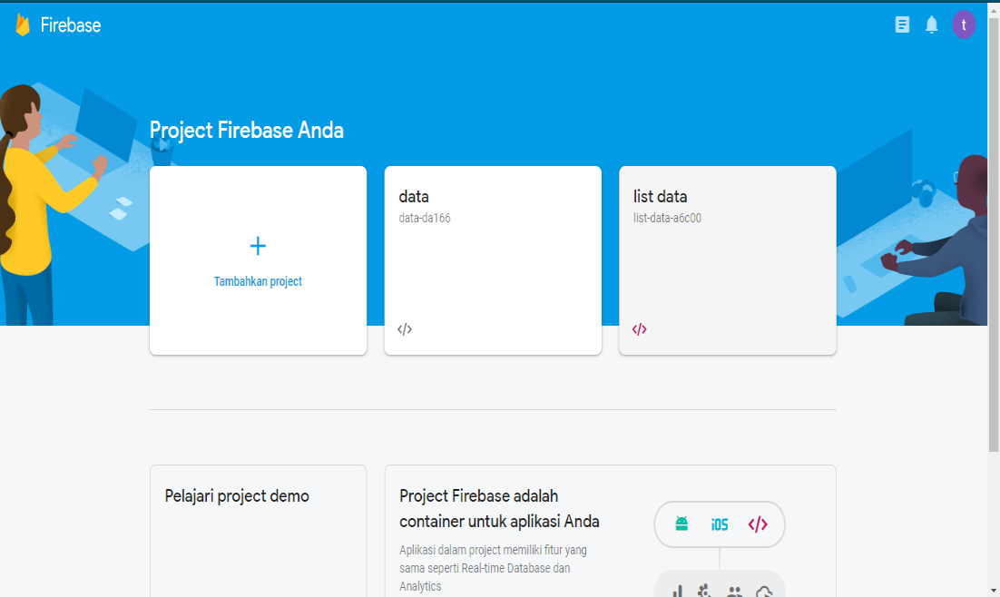 Firebase
t
Project Firebase Anda
Tambahkan project
data
data-da166
</>
list data
list-data-a6c00
</>
Pelajari project demo
Project Firebase adalah
container untuk aplikasi Anda
Aplikasi dalam project memiliki fitur yang
sama seperti Real-time Database dan
Analytics
iOS </>